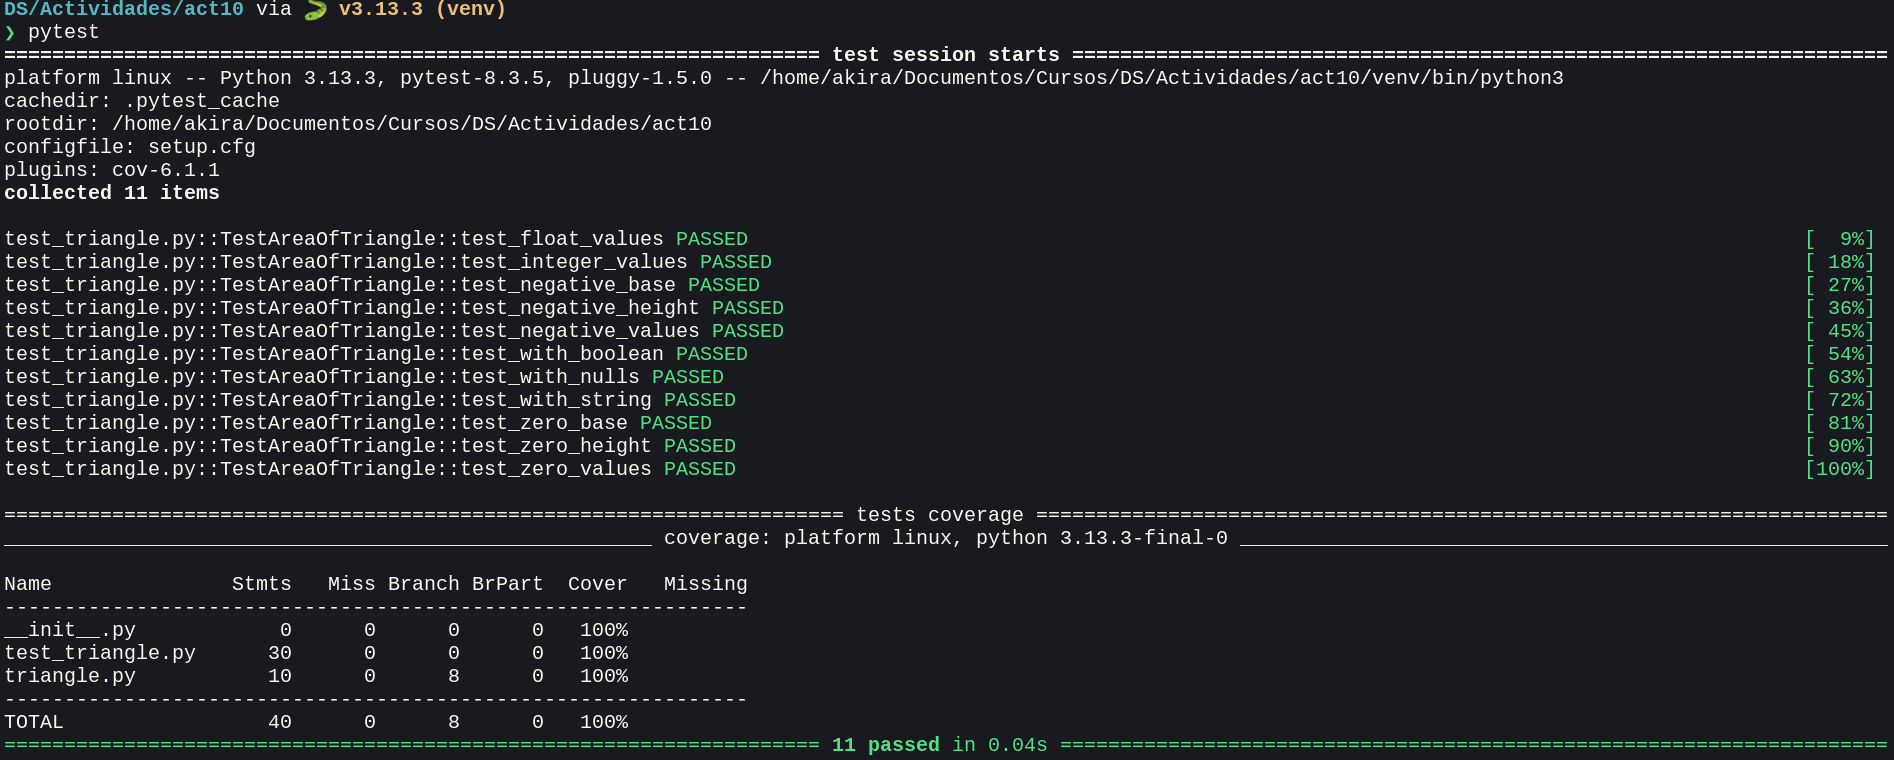 DS/Actividades/act10 via 🐍 v3.13.3 (venv)
❯ pytest
==================================================================== test session starts ====================================================================
platform linux -- Python 3.13.3, pytest-8.3.5, pluggy-1.5.0 -- /home/akira/Documentos/Cursos/DS/Actividades/act10/venv/bin/python3
cachedir: .pytest_cache
rootdir: /home/akira/Documentos/Cursos/DS/Actividades/act10
configfile: setup.cfg
plugins: cov-6.1.1
collected 11 items
test_triangle.py::TestAreaOfTriangle::test_float_values PASSED [  9%]
test_triangle.py::TestAreaOfTriangle::test_integer_values PASSED [ 18%]
test_triangle.py::TestAreaOfTriangle::test_negative_base PASSED [ 27%]
test_triangle.py::TestAreaOfTriangle::test_negative_height PASSED [ 36%]
test_triangle.py::TestAreaOfTriangle::test_negative_values PASSED [ 45%]
test_triangle.py::TestAreaOfTriangle::test_with_boolean PASSED [ 54%]
test_triangle.py::TestAreaOfTriangle::test_with_nulls PASSED [ 63%]
test_triangle.py::TestAreaOfTriangle::test_with_string PASSED [ 72%]
test_triangle.py::TestAreaOfTriangle::test_zero_base PASSED [ 81%]
test_triangle.py::TestAreaOfTriangle::test_zero_height PASSED [ 90%]
test_triangle.py::TestAreaOfTriangle::test_zero_values PASSED [100%]
====================================================================== tests coverage =======================================================================
______________________________________________________ coverage: platform linux, python 3.13.3-final-0 ______________________________________________________
Name               Stmts   Miss Branch BrPart  Cover   Missing
--------------------------------------------------------------
__init__.py            0      0      0      0   100%
test_triangle.py      30      0      0      0   100%
triangle.py           10      0      8      0   100%
--------------------------------------------------------------
TOTAL                 40      0      8      0   100%
==================================================================== 11 passed in 0.04s =====================================================================